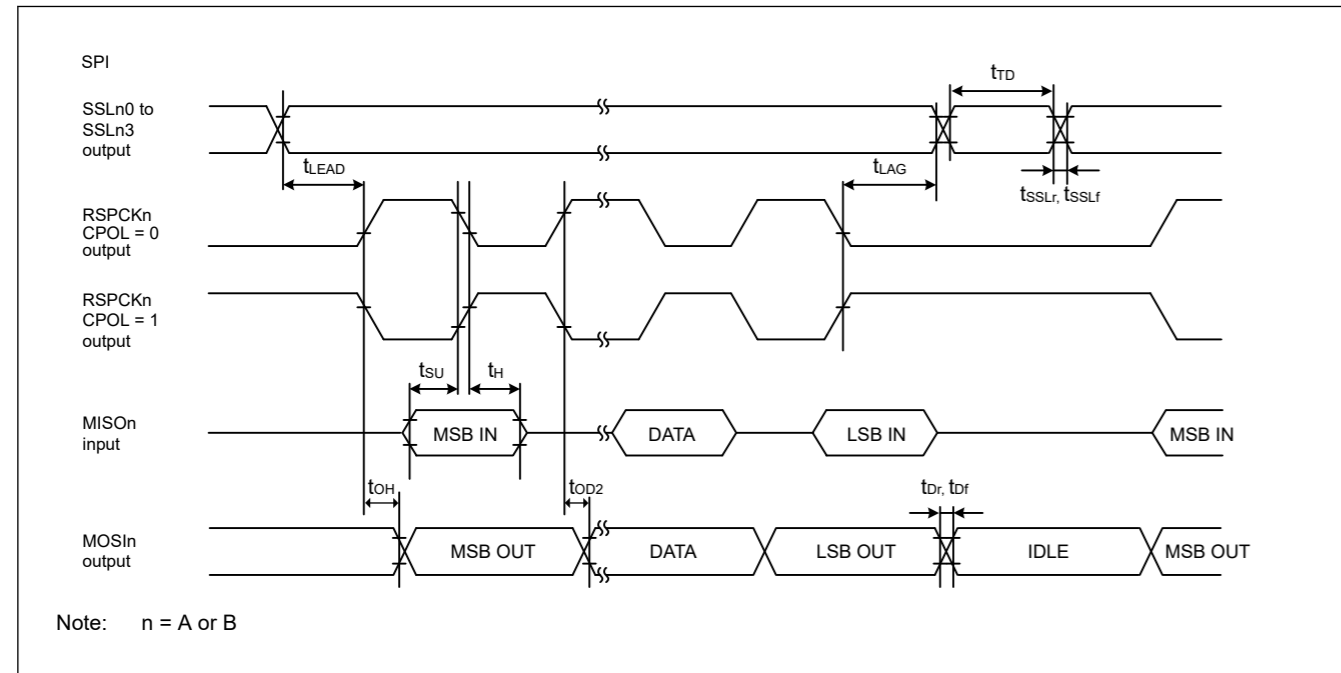 SPI
tTD
SSLn0 to
SSLn3
output
tLEAD
tLAG
tSSLr, tSSLf
RSPCKn
CPOL = 0
output
RSPCKn
CPOL = 1
output
tSU
tH
MISOn
input
MSB IN
DATA
LSB IN
MSB IN
tOH
tOD2
tDr, tDf
MOSIn
output
MSB OUT
DATA
LSB OUT
IDLE
MSB OUT
Note: n = A or B